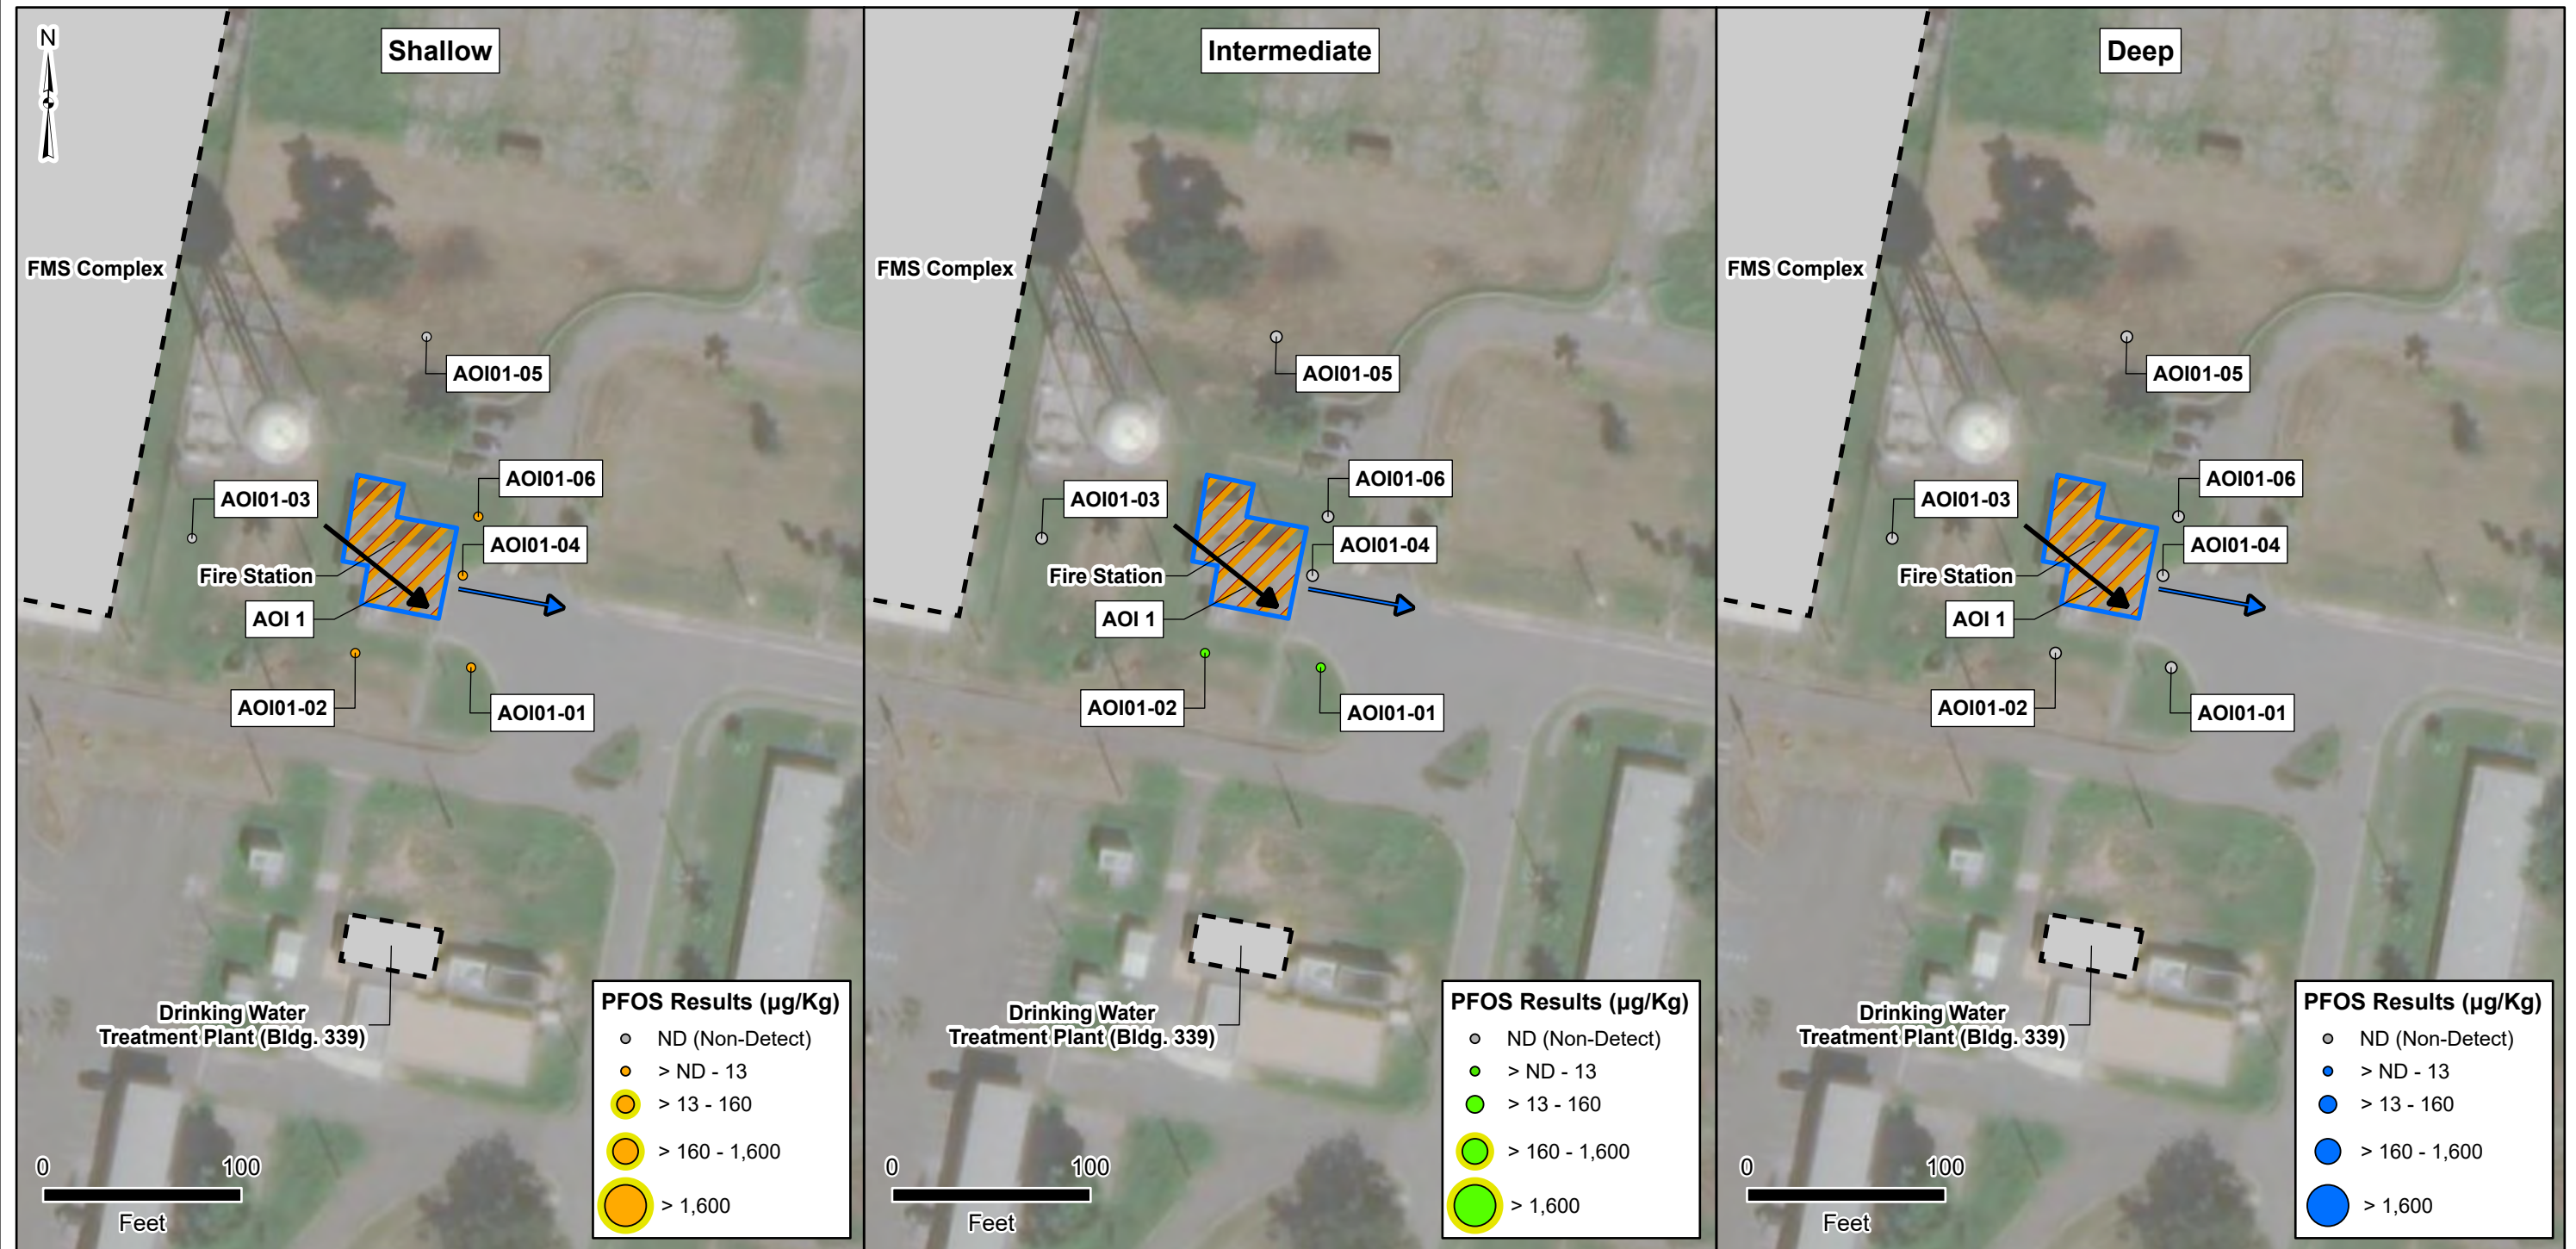 N
Shallow
FMS Complex
AOI01-05
AOI01-06
AOI01-03
AOI01-04
Fire Station
AOI 1
AOI01-02
AOI01-01
Drinking Water
Treatment Plant (Bldg. 339)
0 100
Feet
PFOS Results (µg/Kg)
ND (Non-Detect)
> ND - 13
> 13 - 160
> 160 - 1,600
> 1,600
Intermediate
FMS Complex
AOI01-05
AOI01-06
AOI01-03
AOI01-04
Fire Station
AOI 1
AOI01-02
AOI01-01
Drinking Water
Treatment Plant (Bldg. 339)
0 100
Feet
PFOS Results (µg/Kg)
ND (Non-Detect)
> ND - 13
> 13 - 160
> 160 - 1,600
> 1,600
Deep
FMS Complex
AOI01-05
AOI01-06
AOI01-03
AOI01-04
Fire Station
AOI 1
AOI01-02
AOI01-01
Drinking Water
Treatment Plant (Bldg. 339)
0 100
Feet
PFOS Results (µg/Kg)
ND (Non-Detect)
> ND - 13
> 13 - 160
> 160 - 1,600
> 1,600